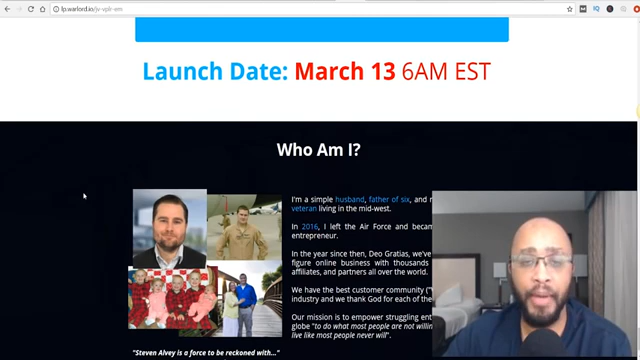 lp.warlord.io/jv-vplr-em
Launch Date: March 13 6AM EST
Who Am I?
I'm a simple husband, father of six, and
veteran living in the mid-west.
In 2016, I left the Air Force and became
entrepreneur.
In the year since then, Deo Gratias, we've
figure online business with thousands
affiliates, and partners all over the world.
We have the best customer community ("
industry and we thank God for each of the
Our mission is to empower struggling
globe "to do what most people are not
live like most people never will".
"Steven Alvey is a force to be reckoned with..."